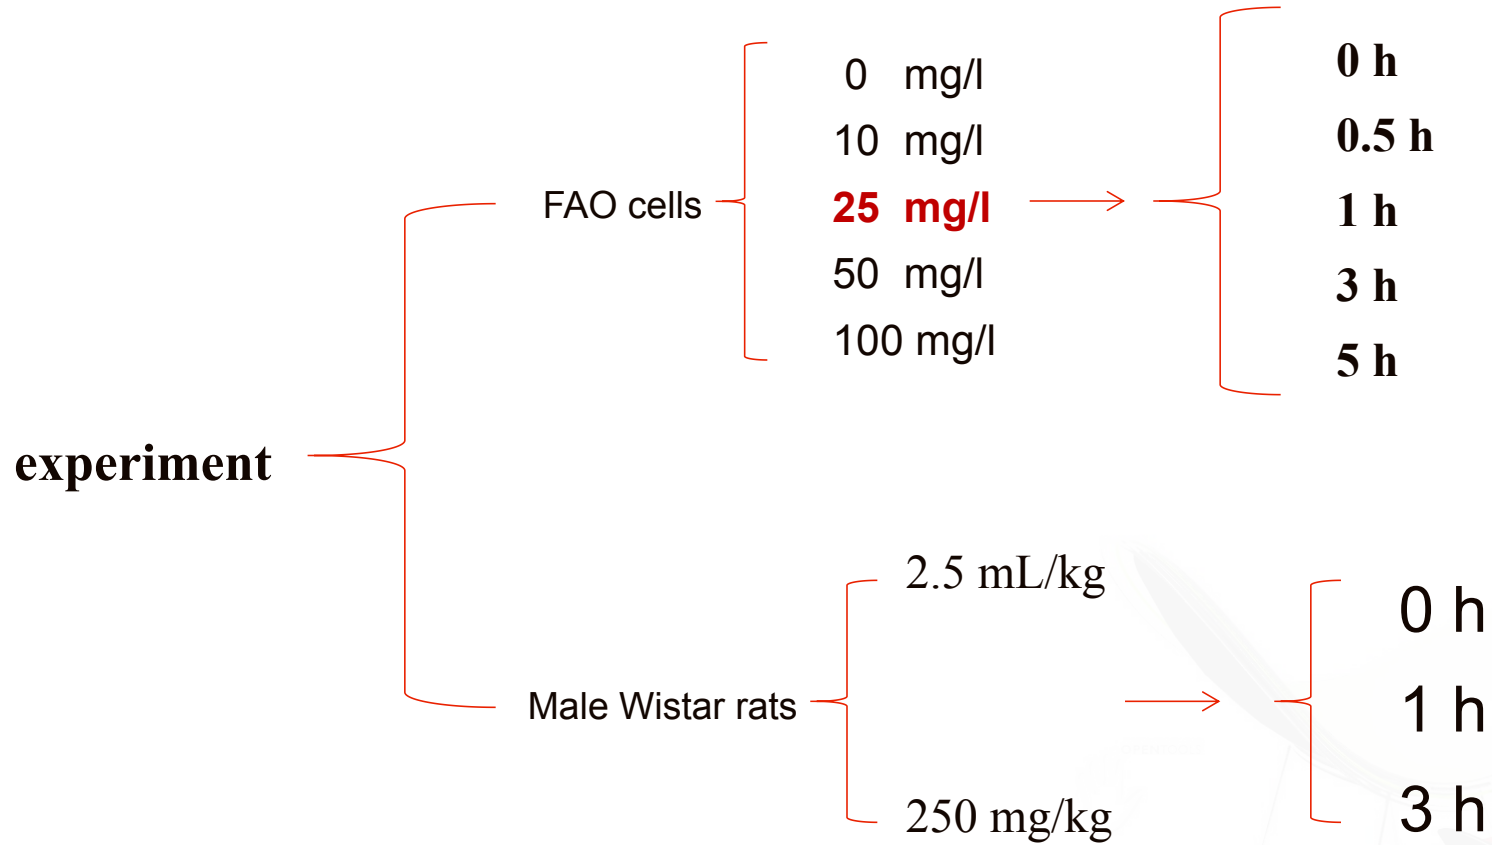 experiment
FAO cells
0 mg/l
10 mg/l
25 mg/l
50 mg/l
100 mg/l
0 h
0.5 h
1 h
3 h
5 h
Male Wistar rats
2.5 mL/kg
250 mg/kg
0 h
1 h
3 h